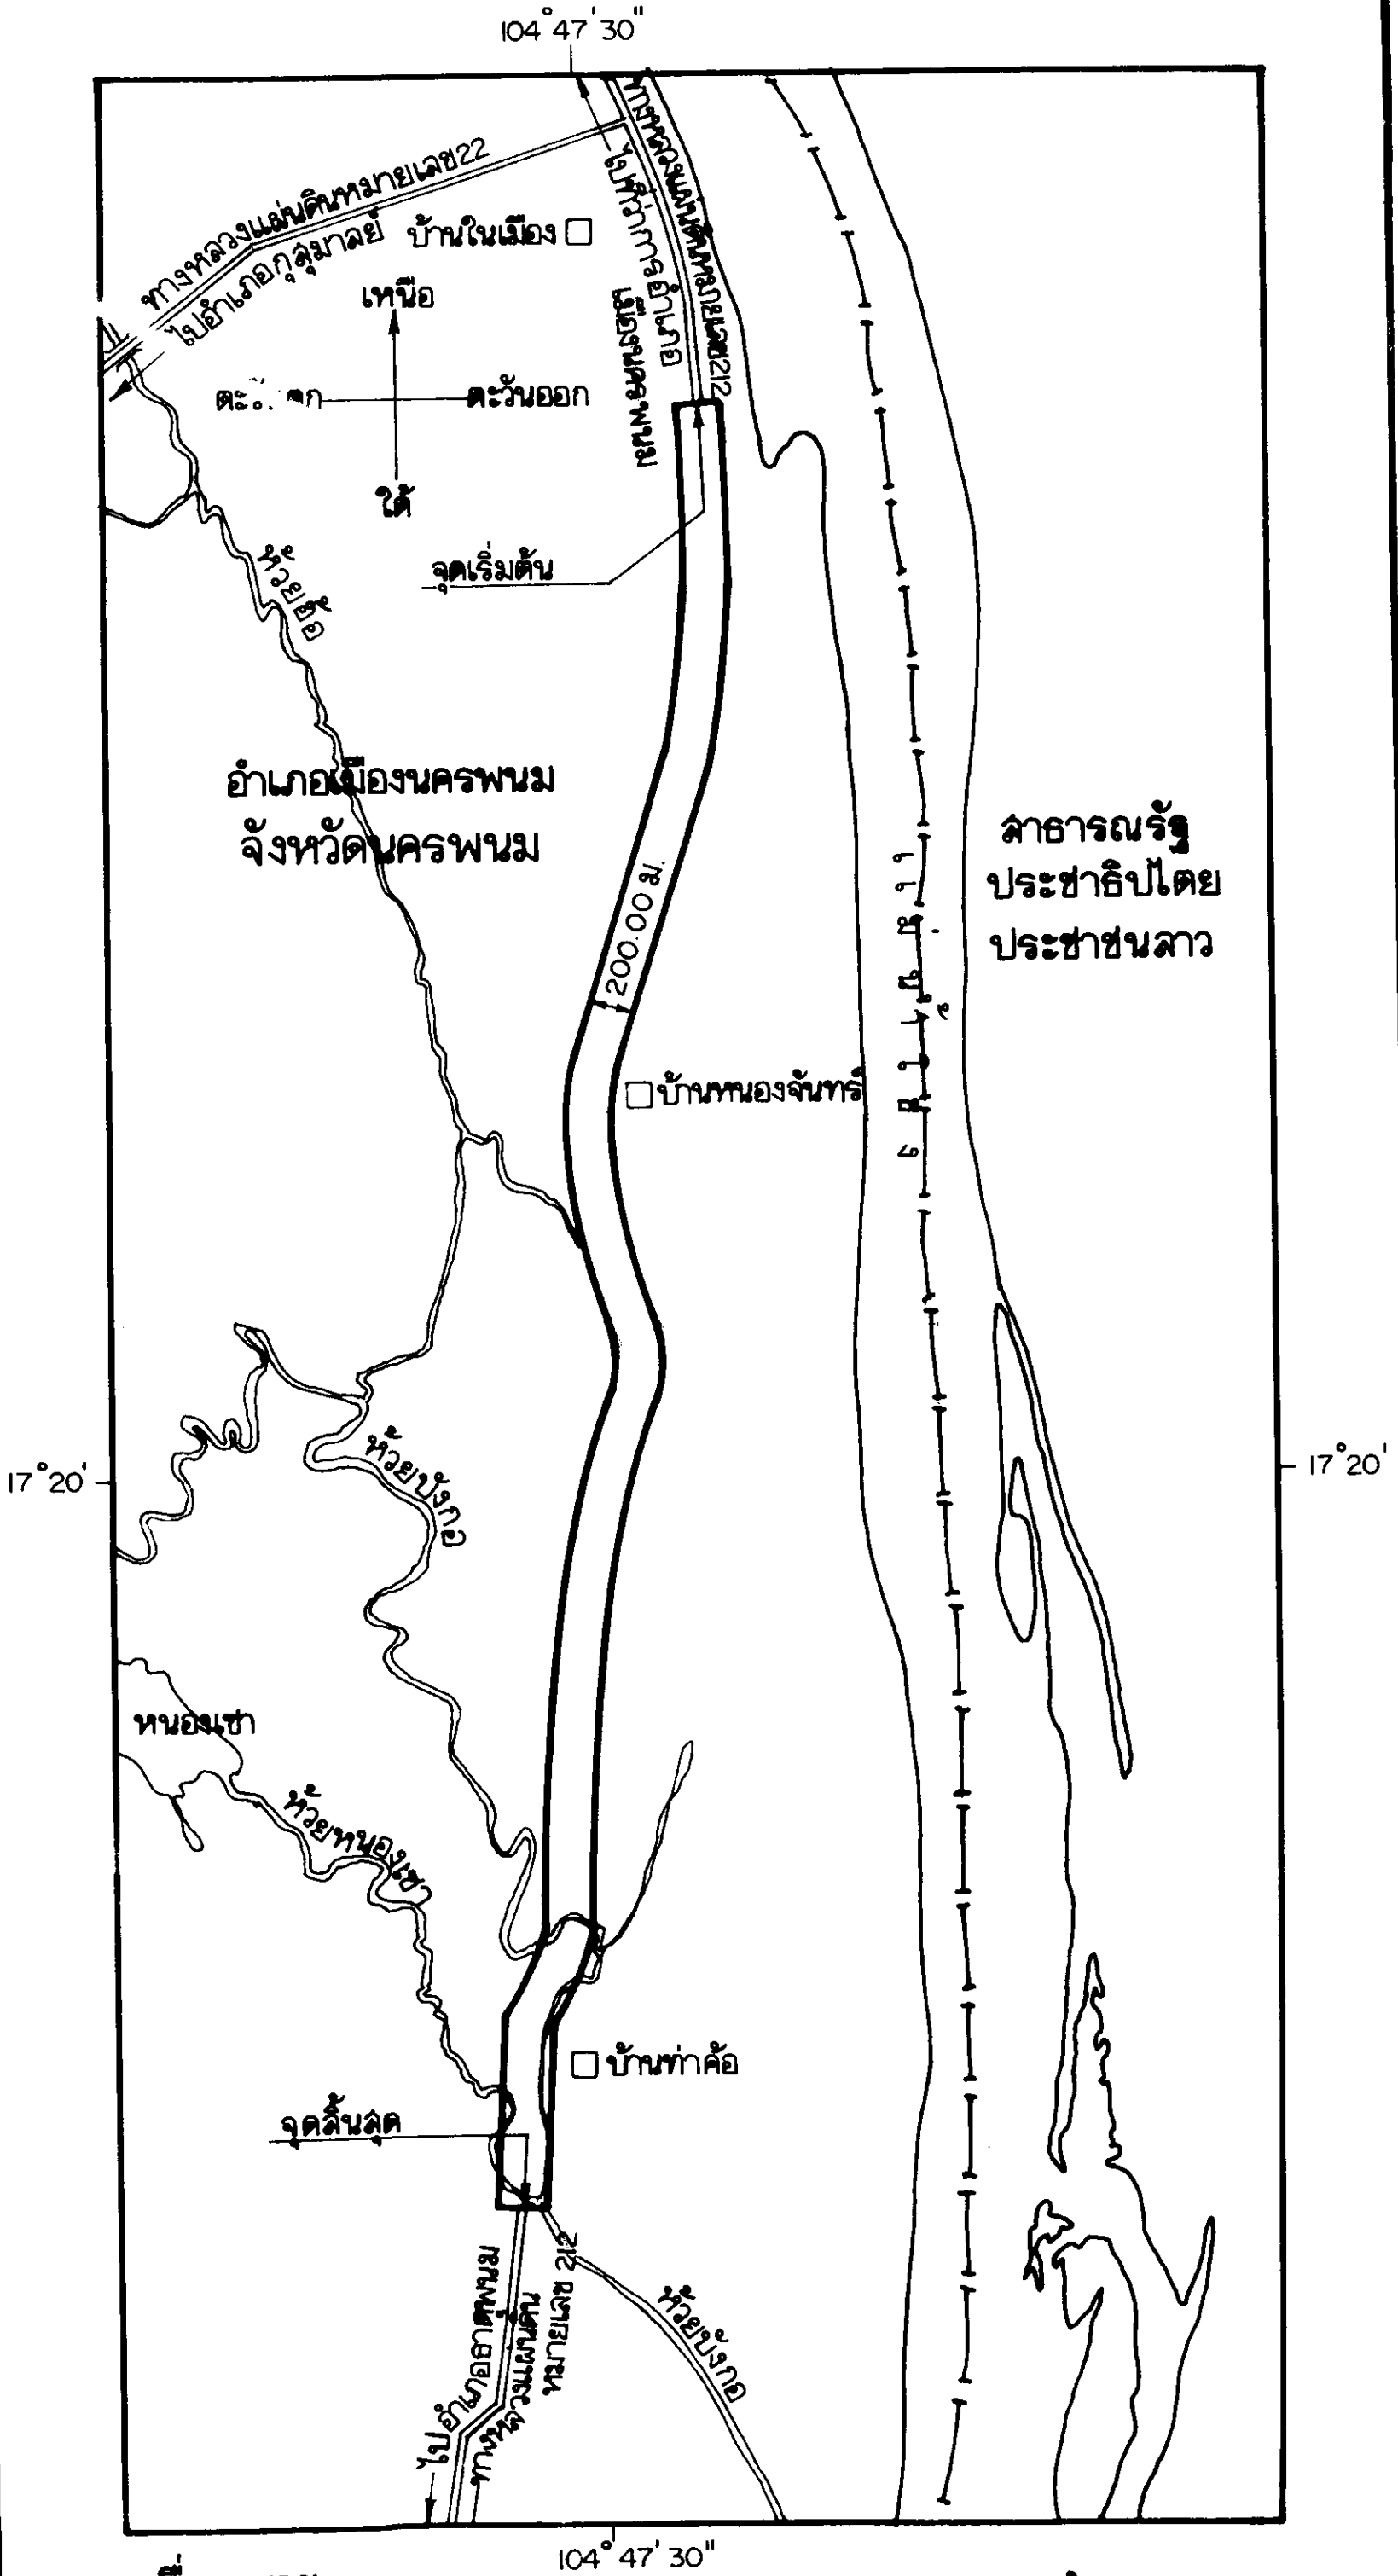 104°47'30"
ทางหลวงแผ่นดินหมายเลข22
ไปอำเภอกุสุมาลย์
บ้านในเมือง
ทางหลวงแผ่นดินหมายเลข212
ไปที่ว่าการอำเภอ
เมืองนครพนม
เหนือ
ตะวันออก
ใต้
จุดเริ่มต้น
ห้วยฮ้อ
อำเภอเมืองนครพนม
จังหวัดนครพนม
สาธารณรัฐ
ประชาธิปไตย
ประชาชนลาว
200.00 ม.
บ้านหนองจันทร์
แม่น้ำโขง
17°20'
17°20'
ห้วยบังกอ
หนองเซา
ห้วยหนองเซา
บ้านท่าค้อ
จุดสิ้นสุด
ไปอำเภอธาตุพนม
ทางหลวงแผ่นดิน
หมายเลข 212
ห้วยบังกอ
104°47'30"